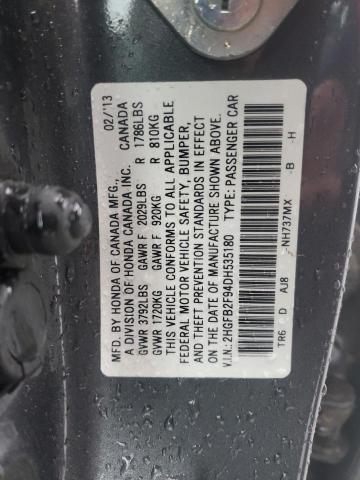 MFD. BY HONDA OF CANADA MFG. 02/'13
A DIVISION OF HONDA CANADA INC. CANADA
GVWR 3792LBS GAWR F 2029LBS R 1786LBS
GVWR 1720KG GAWR F 920KG R 810KG
THIS VEHICLE CONFORMS TO ALL APPLICABLE
FEDERAL MOTOR VEHICLE SAFETY, BUMPER,
AND THEFT PREVENTION STANDARDS IN EFFECT
ON THE DATE OF MANUFACTURE SHOWN ABOVE.
V.I.N.: 2HGFB2F94DH535180 TYPE: PASSENGER CAR
NH737MX -B -H
TR6 D AJ8